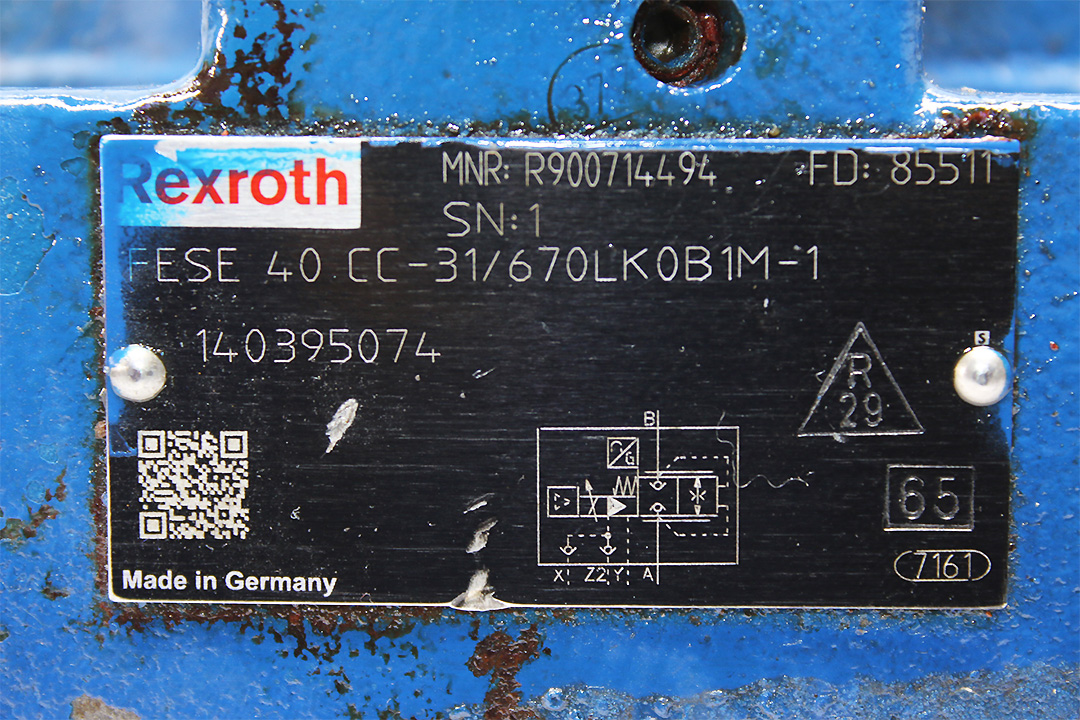 37
Rexroth
MNR: R900714494 FD: 85511
SN: 1
FESE 40 CC-31/670LK0B1M-1
140395074
S
R
29
B
G
65
7161
X Z2 Y A
Made in Germany